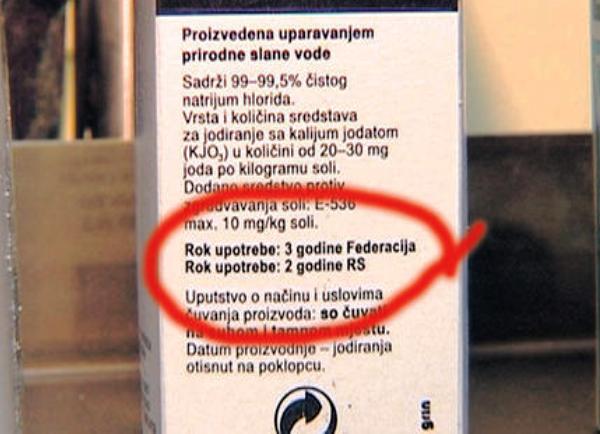 Proizvedena uparavanjem
prirodne slane vode
Sadrži 99–99,5% čistog
natrijum hlorida.
Vrsta i količina sredstava
za jodiranje sa kalijum jodatom
(KJO₃) u količini od 20–30 mg
joda po kilogramu soli.
Dodano sredstvo protiv
zgrudvavanja soli: E-536
max. 10 mg/kg soli.
Rok upotrebe: 3 godine Federacija
Rok upotrebe: 2 godine RS
Uputstvo o načinu i uslovima
čuvanja proizvoda: so čuvati
na suhom i tamnom mjestu.
Datum proizvodnje – jodiranja
otisnut na poklopcu.